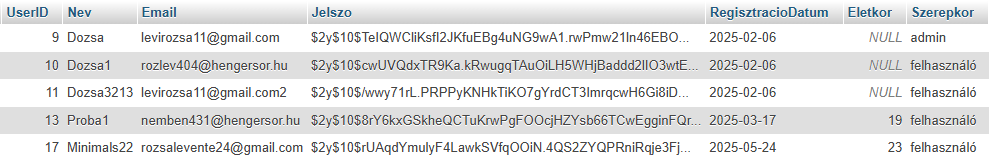 UserID Nev Email Jelszo RegisztracioDatum Eletkor Szerepkor
9 Dozsa levirozsa11@gmail.com $2y$10$TeIQWCliKsfI2JKfuEBg4uNG9wA1.rwPmw21In46EBO... 2025-02-06 NULL admin
10 Dozsa1 rozlev404@hengersor.hu $2y$10$cwUVQdxTR9Ka.kRwugqTAuOiLH5WHjBaddd2IIO3wtE... 2025-02-06 NULL felhasználó
11 Dozsa3213 levirozsa11@gmail.com2 $2y$10$/wwy71rL.PRPPyKNHkTiKO7gYrdCT3ImrqcwH6Gi8iD... 2025-02-06 NULL felhasználó
13 Proba1 nemben431@hengersor.hu $2y$10$8rY6kxGSkheQCTuKrwPgFOOcjHZYsb66TCwEgginFQr... 2025-03-17 19 felhasználó
17 Minimals22 rozsalevente24@gmail.com $2y$10$rUAqdYmulyF4LawkSVfqOOiN.4QS2ZYQPRniRqje3Fj... 2025-05-24 23 felhasználó